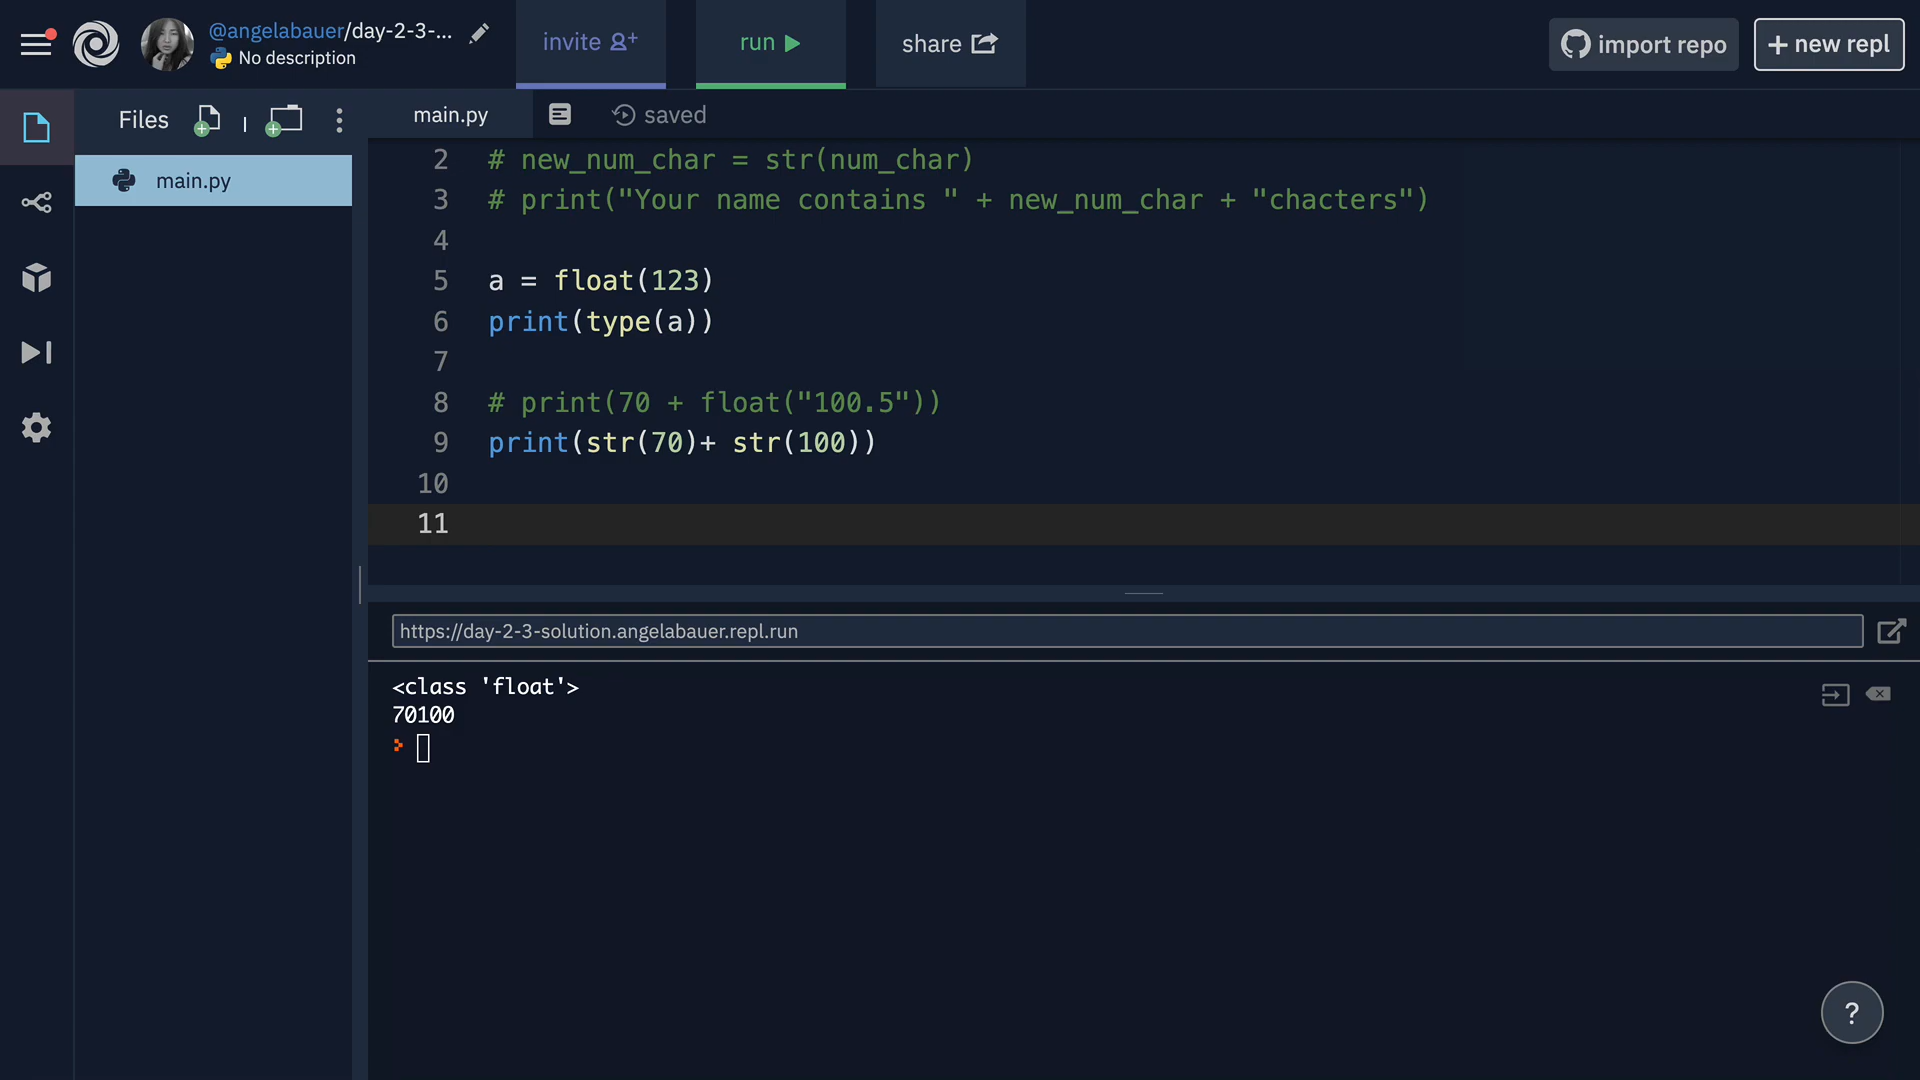 @angelabauer/day-2-3-...
No description
invite
run
share
import repo
+ new repl
Files
main.py
saved
main.py
2 # new_num_char = str(num_char)
3 # print("Your name contains " + new_num_char + "chacters")
4
5 a = float(123)
6 print(type(a))
7
8 # print(70 + float("100.5"))
9 print(str(70)+ str(100))
10
11
https://day-2-3-solution.angelabauer.repl.run
<class 'float'>
70100
?